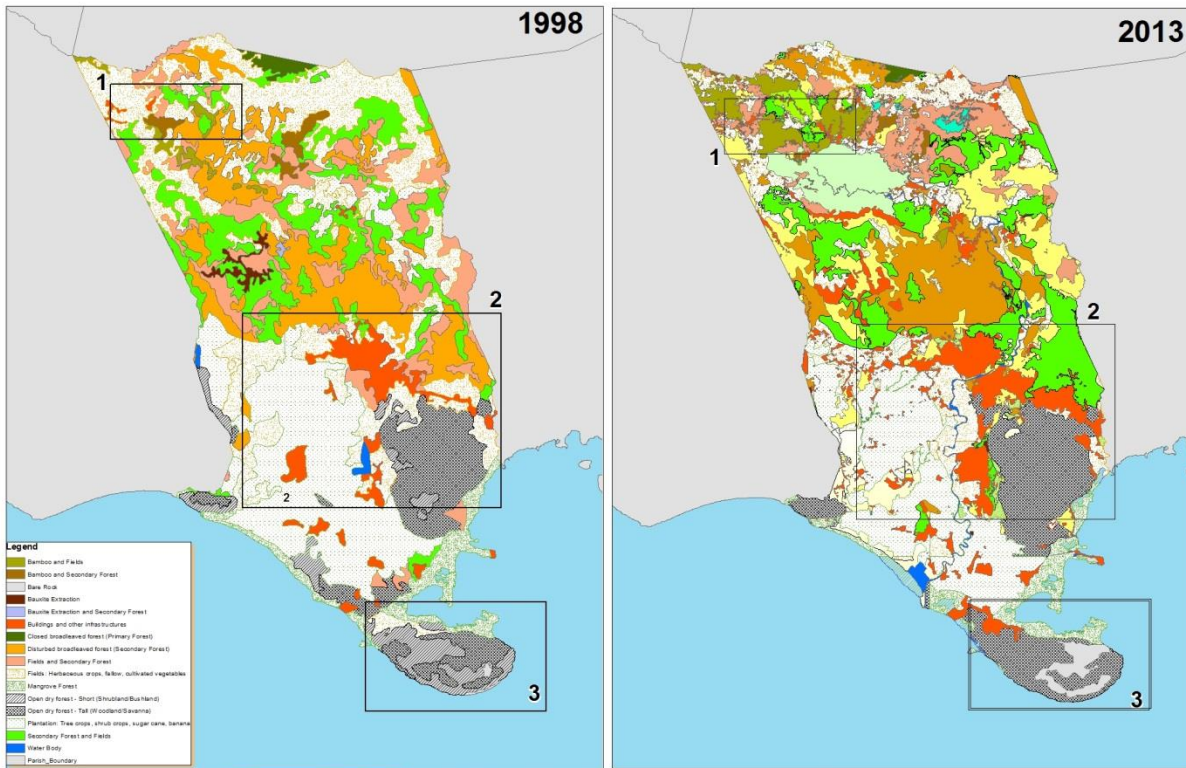 1998
1
2
2
3
Legend
Bamboo and Fields
Bamboo and Secondary Forest
Bare Rock
Bauxite Extraction
Bauxite Extraction and Secondary Forest
Buildings and other infrastructures
Closed broadleaved forest (Primary Forest)
Disturbed broadleaved forest (Secondary Forest)
Fields and Secondary Forest
Fields: Herbaceous crops, fallow, cultivated vegetables
Mangrove Forest
Open dry forest - Short (Shrubland/Bushland)
Open dry forest - Tall (Woodland/Savanna)
Plantation: Tree crops, shrub crops, sugar cane, banana
Secondary Forest and Fields
Water Body
Parish_Boundary
2013
1
2
3